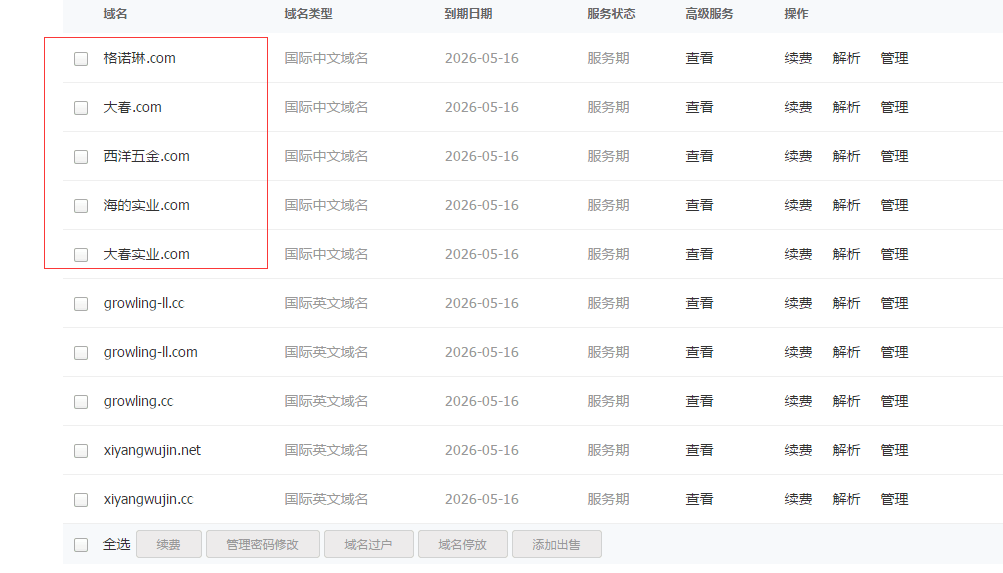 域名 域名类型 到期日期 服务状态 高级服务 操作
格诺琳.com 国际中文域名 2026-05-16 服务期 查看 续费 解析 管理
大春.com 国际中文域名 2026-05-16 服务期 查看 续费 解析 管理
西洋五金.com 国际中文域名 2026-05-16 服务期 查看 续费 解析 管理
海的实业.com 国际中文域名 2026-05-16 服务期 查看 续费 解析 管理
大春实业.com 国际中文域名 2026-05-16 服务期 查看 续费 解析 管理
growling-ll.cc 国际英文域名 2026-05-16 服务期 查看 续费 解析 管理
growling-ll.com 国际英文域名 2026-05-16 服务期 查看 续费 解析 管理
growling.cc 国际英文域名 2026-05-16 服务期 查看 续费 解析 管理
xiyangwujin.net 国际英文域名 2026-05-16 服务期 查看 续费 解析 管理
xiyangwujin.cc 国际英文域名 2026-05-16 服务期 查看 续费 解析 管理
全选 续费 管理密码修改 域名过户 域名停放 添加出售